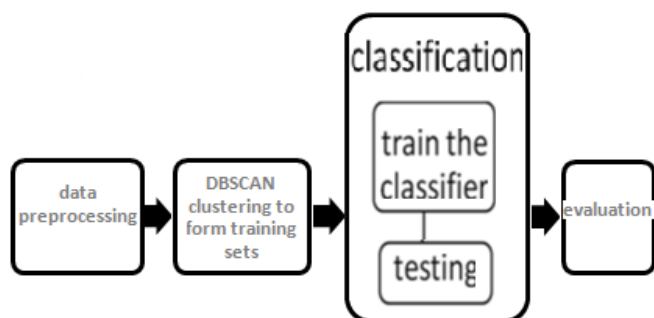 data
preprocessing
DBSCAN
clustering to
form training
sets
classification
train the
classifier
testing
evaluation